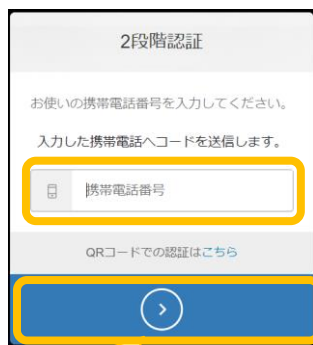 2段階認証
お使いの携帯電話番号を入力してください。
入力した携帯電話へコードを送信します。
携帯電話番号
QRコードでの認証はこちら